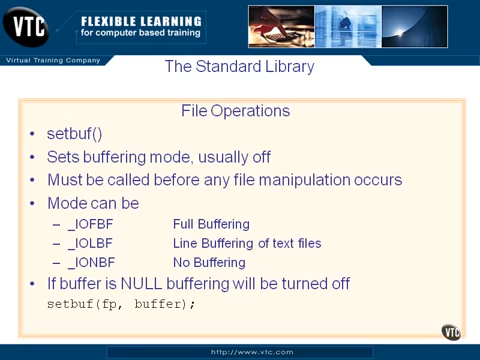 VTC
FLEXIBLE LEARNING
for computer based training
Virtual Training Company
The Standard Library
File Operations
• setbuf()
• Sets buffering mode, usually off
• Must be called before any file manipulation occurs
• Mode can be
– _IOFBF Full Buffering
– _IOLBF Line Buffering of text files
– _IONBF No Buffering
• If buffer is NULL buffering will be turned off
setbuf(fp, buffer);
VTC
http://www.vtc.com